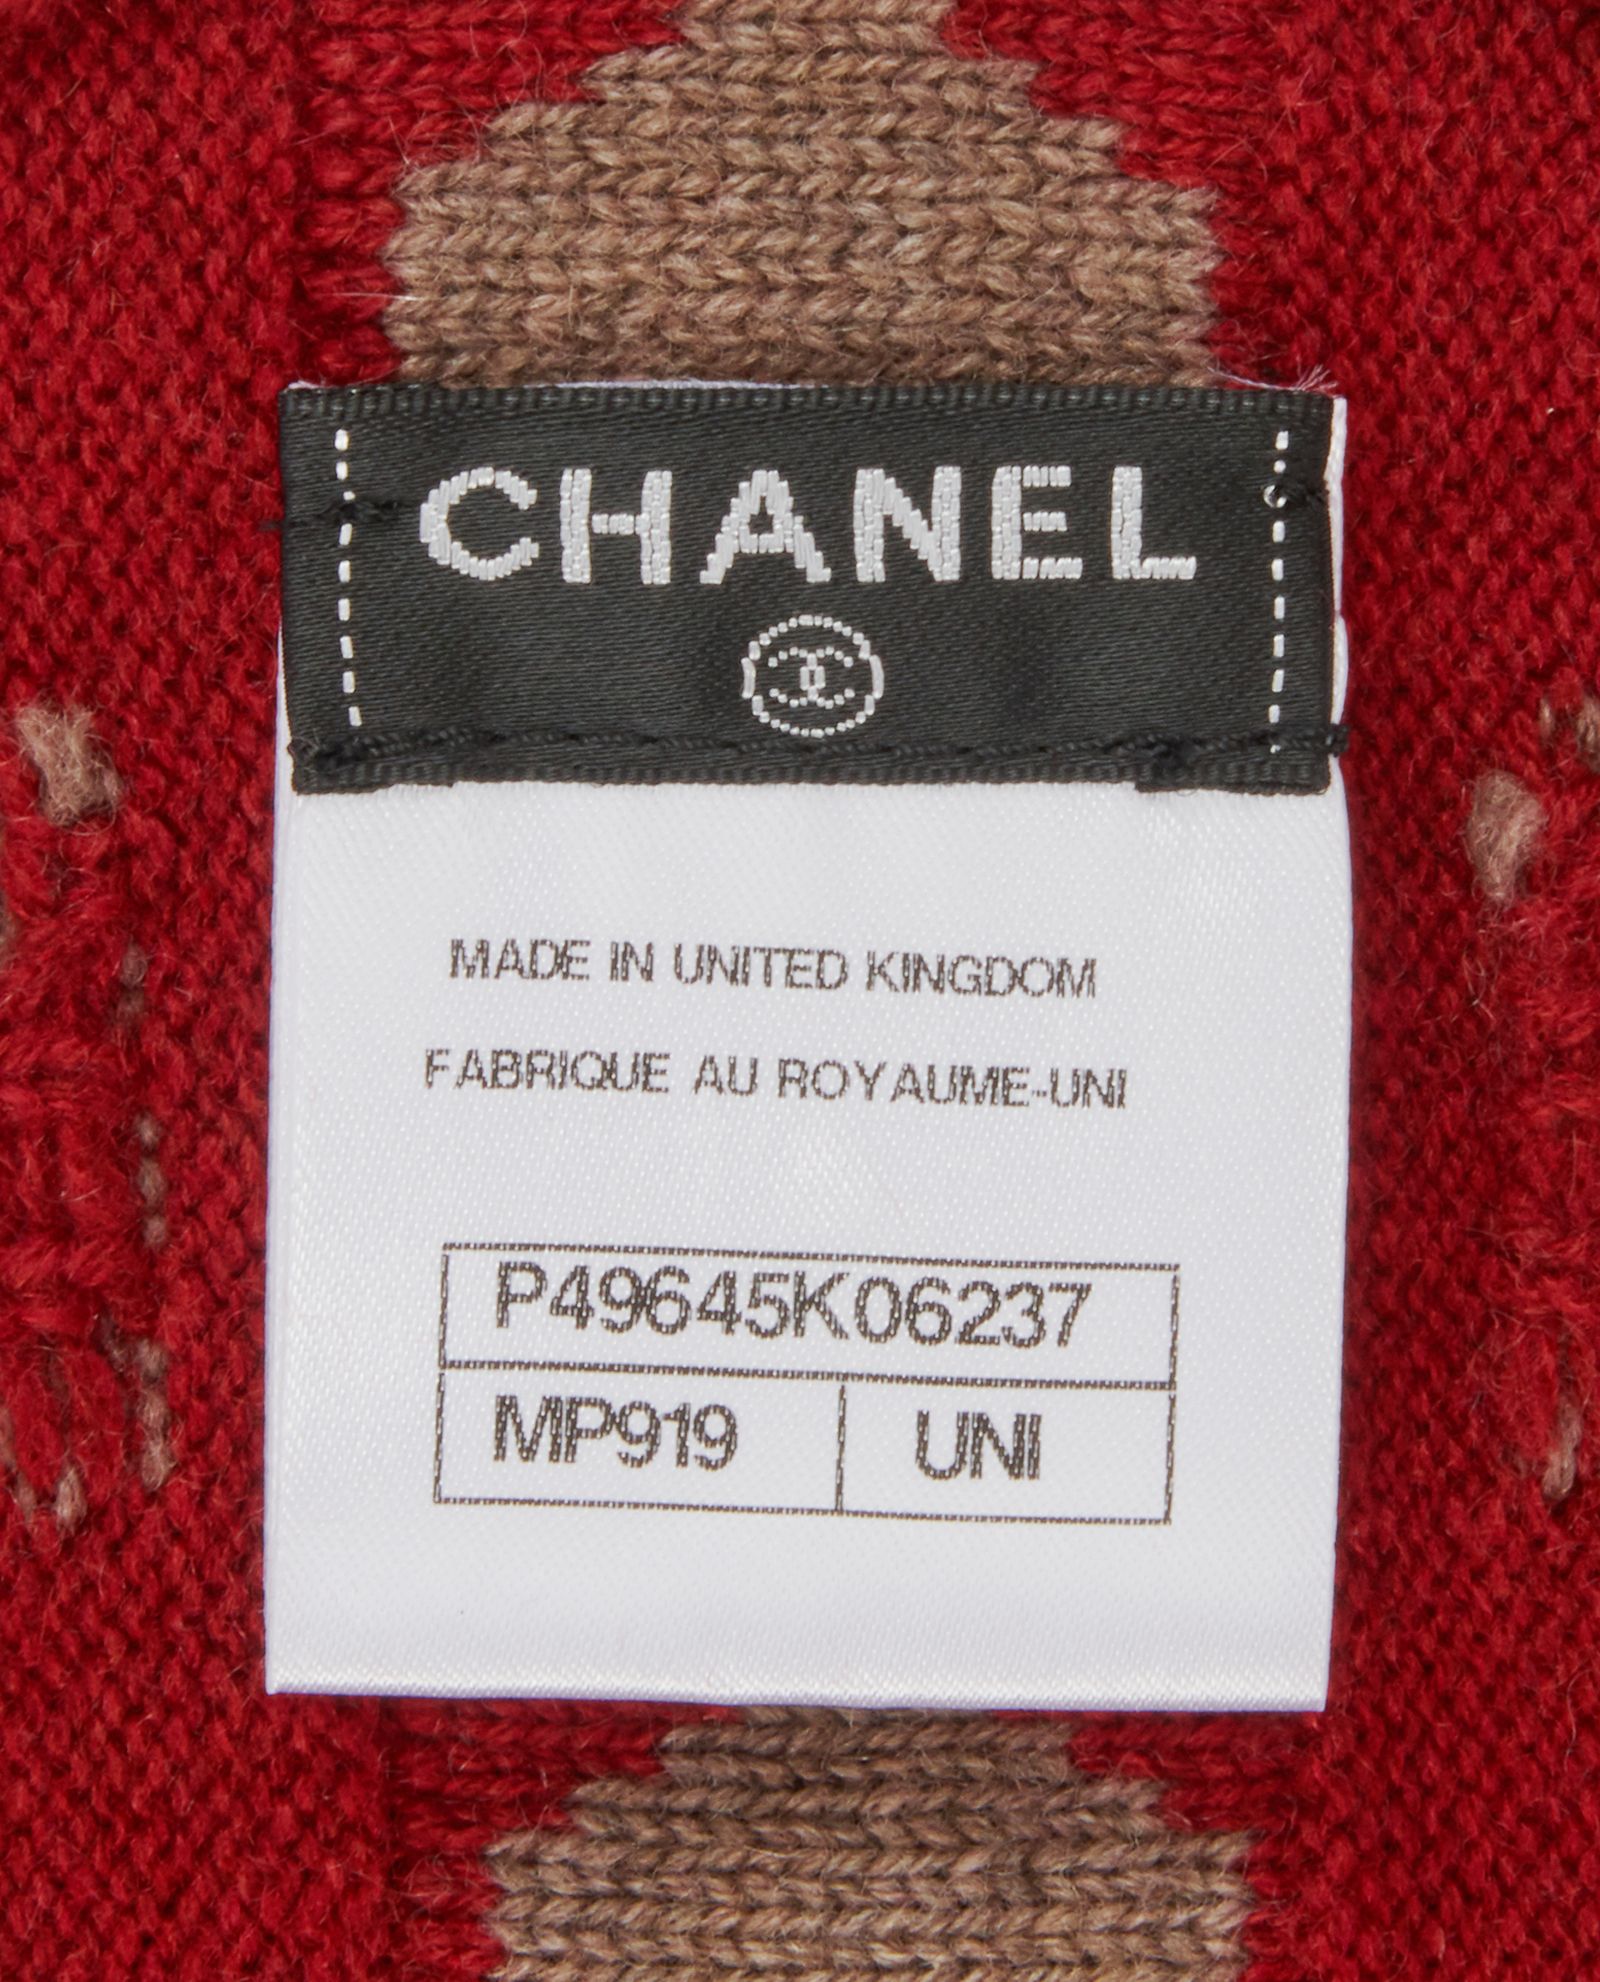 CHANEL
MADE IN UNITED KINGDOM
FABRIQUE AU ROYAUME-UNI
P49645K06237
MP919 UNI